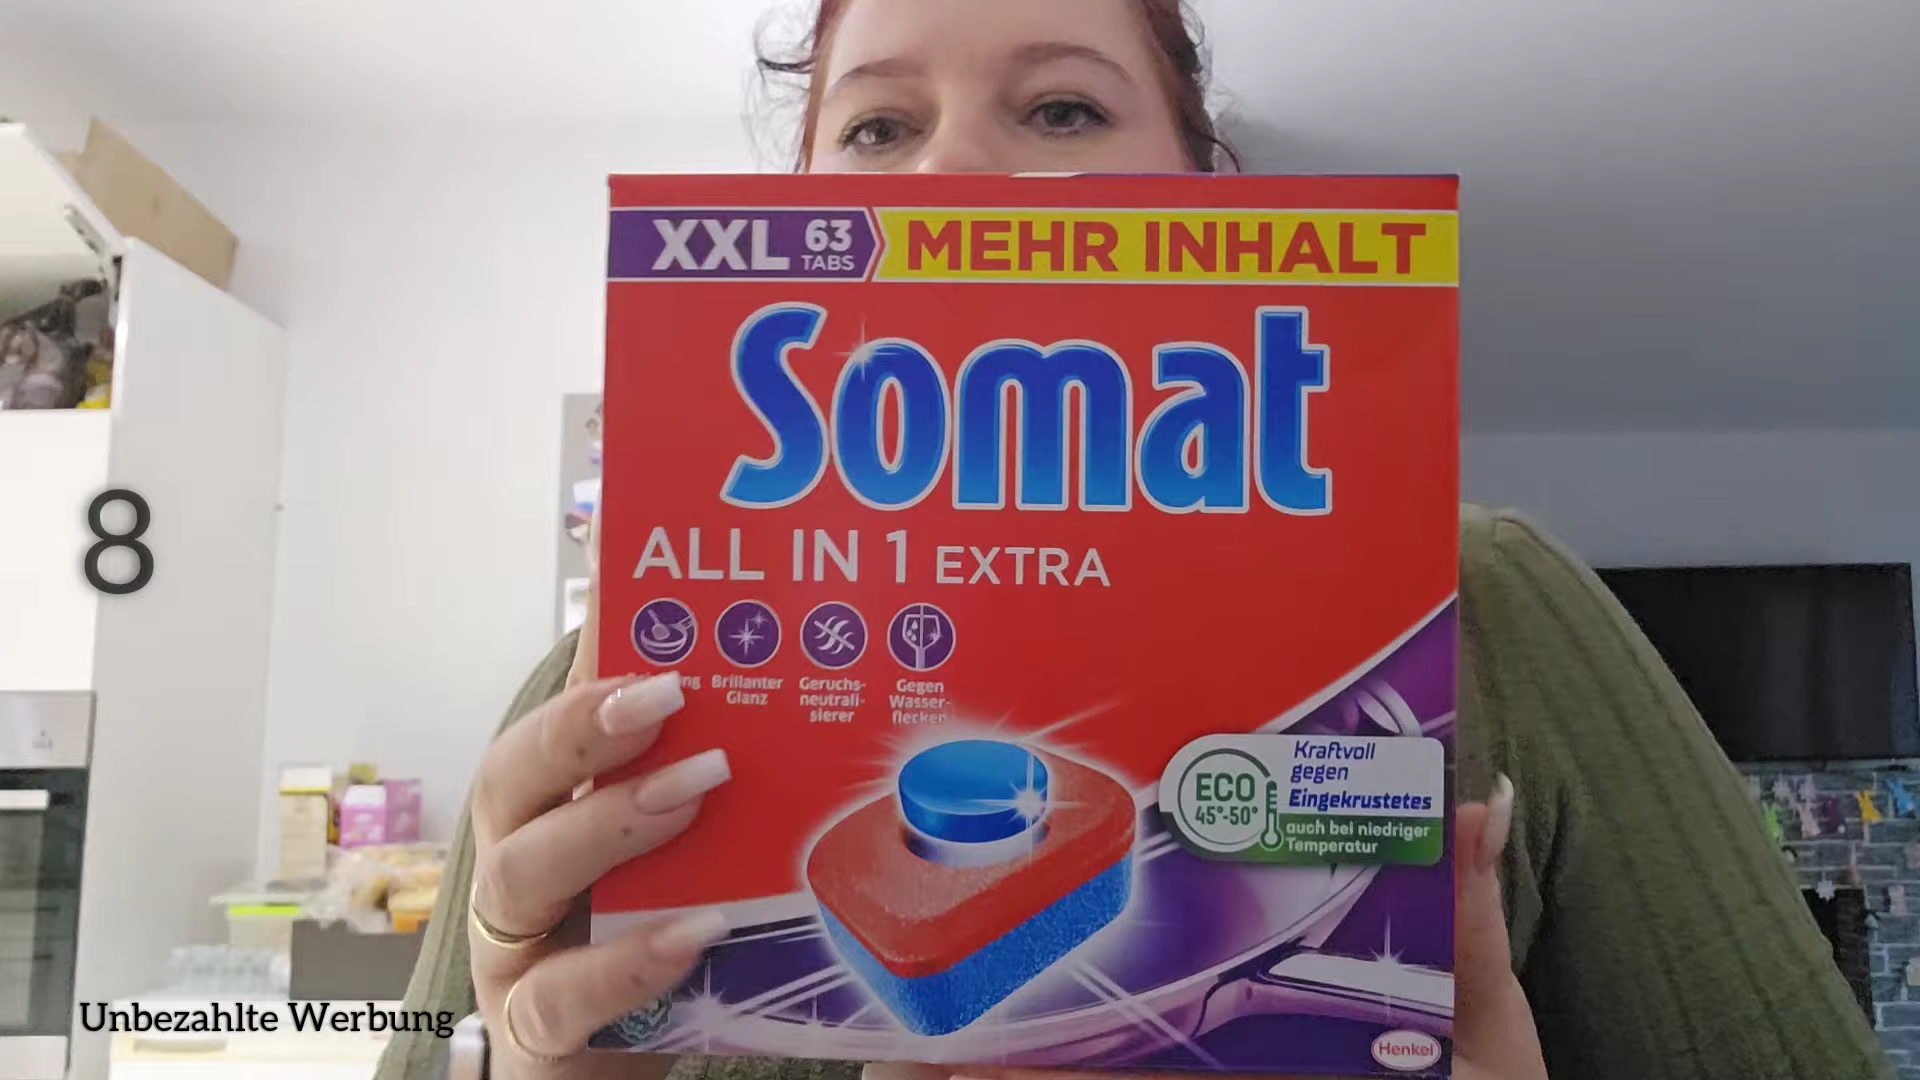 XXL 63 TABS MEHR INHALT
Somat
ALL IN 1 EXTRA
Brillanter Glanz
Geruchs-
neutrali-
sierer
Gegen
Wasser-
flecken
ECO
45°-50°
Kraftvoll
gegen
Eingekrustetes
auch bei niedriger
Temperatur
8
Unbezahlte Werbung
Henkel